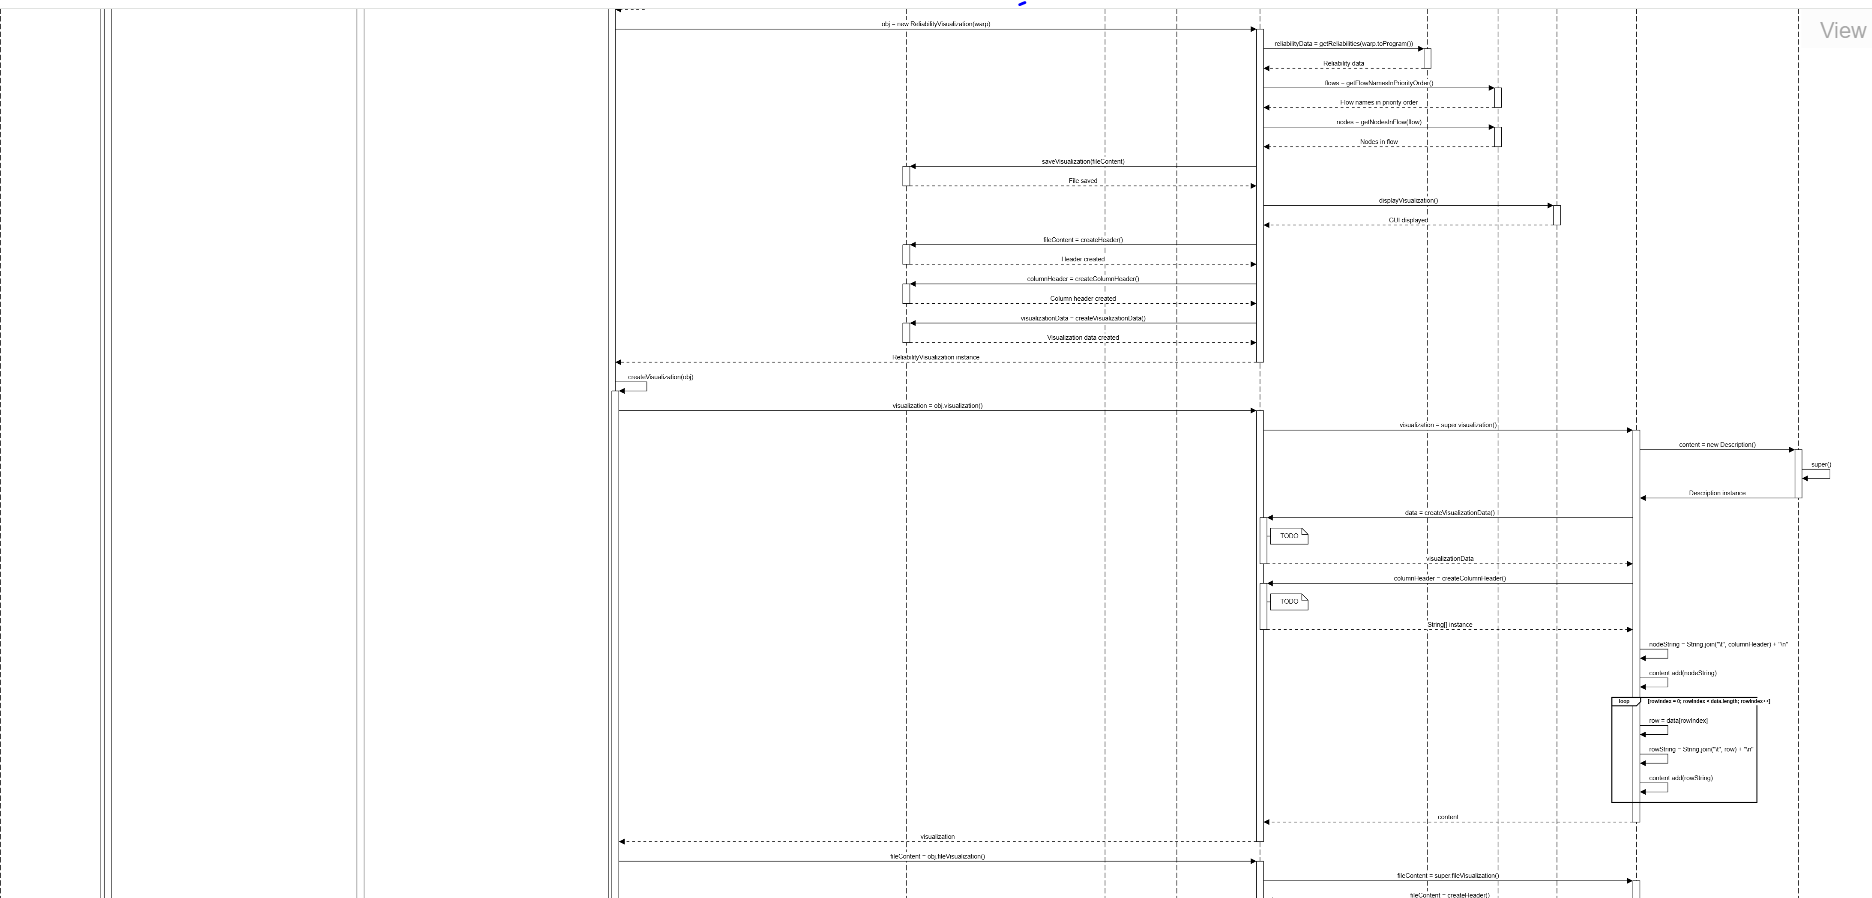 View
obj = new ReliabilityVisualization(warp)
reliabilityData = getReliabilities(warp.toProgram())
Reliability data
flows = getFlowNamesInPriorityOrder()
Flow names in priority order
nodes = getNodesInFlow(flow)
Nodes in flow
saveVisualization(fileContent)
File saved
displayVisualization()
GUI displayed
fileContent = createHeader()
Header created
columnHeader = createColumnHeader()
Column header created
visualizationData = createVisualizationData()
Visualization data created
ReliabilityVisualization instance
createVisualization(obj)
visualization = obj.visualization()
visualization = super.visualization()
content = new Description()
super()
Description instance
data = createVisualizationData()
TODO
visualizationData
columnHeader = createColumnHeader()
TODO
String[] instance
nodeString = String.join("\t", columnHeader) + "\n"
content.add(nodeString)
loop [rowIndex = 0; rowIndex < data.length; rowIndex++]
row = data[rowIndex]
rowString = String.join("\t", row) + "\n"
content.add(rowString)
content
visualization
fileContent = obj.fileVisualization()
fileContent = super.fileVisualization()
fileContent = createHeader()